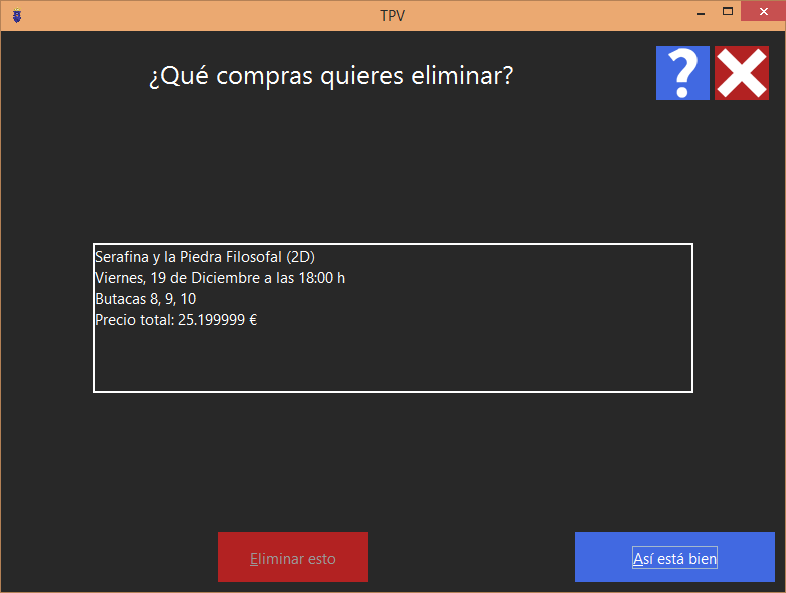 TPV
¿Qué compras quieres eliminar?
?
Serafina y la Piedra Filosofal (2D)
Viernes, 19 de Diciembre a las 18:00 h
Butacas 8, 9, 10
Precio total: 25.199999 €
Eliminar esto
Así está bien